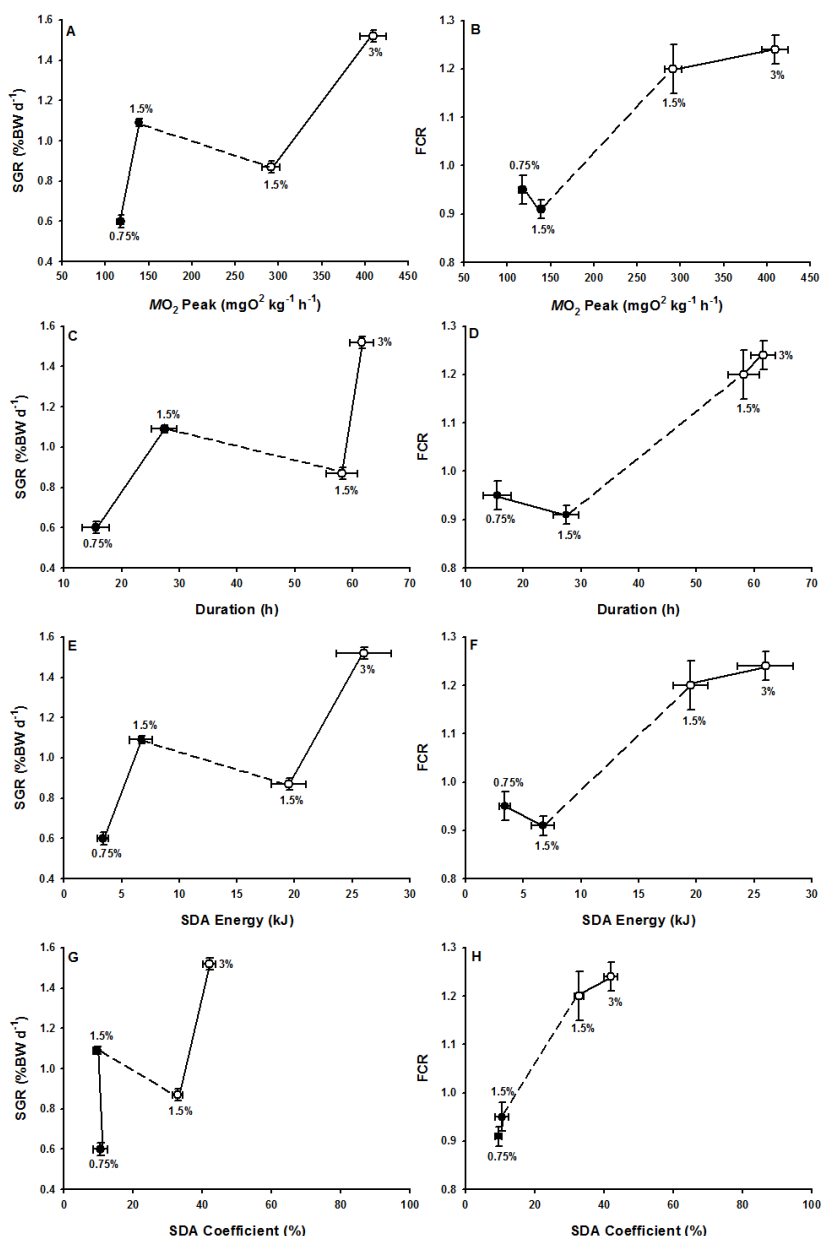 A
B
1.6
1.4
1.2
1.0
0.8
0.6
0.4
SGR (%BW d-1)
3%
1.5%
1.5%
0.75%
50 100 150 200 250 300 350 400 450
MO2 Peak (mgO2 kg-1 h-1)
1.3
1.2
1.1
1.0
0.9
0.8
FCR
3%
1.5%
0.75%
1.5%
50 100 150 200 250 300 350 400 450
MO2 Peak (mgO2 kg-1 h-1)
C
D
1.6
1.4
1.2
1.0
0.8
0.6
0.4
SGR (%BW d-1)
3%
1.5%
1.5%
0.75%
10 20 30 40 50 60 70
Duration (h)
1.3
1.2
1.1
1.0
0.9
0.8
FCR
3%
1.5%
0.75%
1.5%
10 20 30 40 50 60 70
Duration (h)
E
F
1.6
1.4
1.2
1.0
0.8
0.6
0.4
SGR (%BW d-1)
3%
1.5%
1.5%
0.75%
0 5 10 15 20 25 30
SDA Energy (kJ)
1.3
1.2
1.1
1.0
0.9
0.8
FCR
3%
1.5%
0.75%
1.5%
0 5 10 15 20 25 30
SDA Energy (kJ)
G
H
1.6
1.4
1.2
1.0
0.8
0.6
0.4
SGR (%BW d-1)
3%
1.5%
1.5%
0.75%
0 20 40 60 80 100
SDA Coefficient (%)
1.3
1.2
1.1
1.0
0.9
0.8
FCR
3%
1.5%
1.5%
0.75%
0 20 40 60 80 100
SDA Coefficient (%)